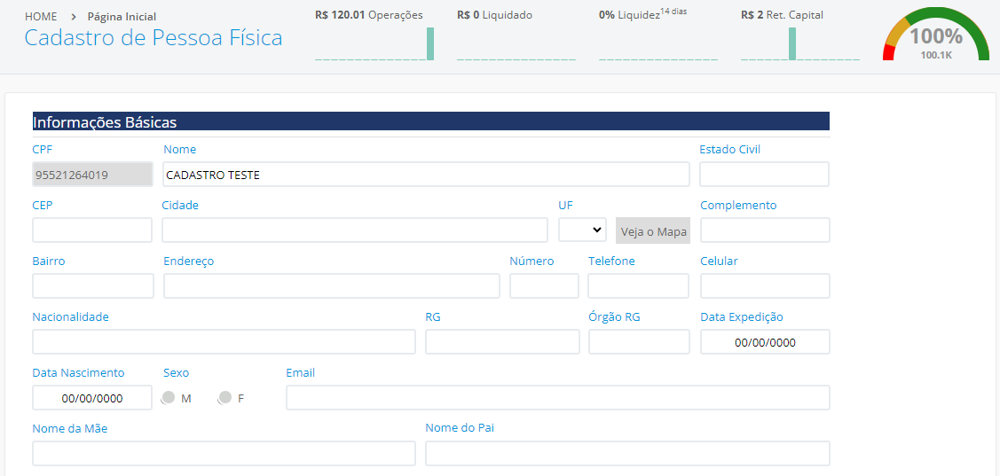 HOME > Página Inicial
Cadastro de Pessoa Física
R$ 120.01 Operações
R$ 0 Liquidado
0% Liquidez 14 dias
R$ 2 Ret. Capital
100%
100.1K
Informações Básicas
CPF Nome Estado Civil
95521264019 CADASTRO TESTE
CEP Cidade UF Complemento
Veja o Mapa
Bairro Endereço Número Telefone Celular
Nacionalidade RG Órgão RG Data Expedição
00/00/0000
Data Nascimento Sexo Email
00/00/0000 M F
Nome da Mãe Nome do Pai